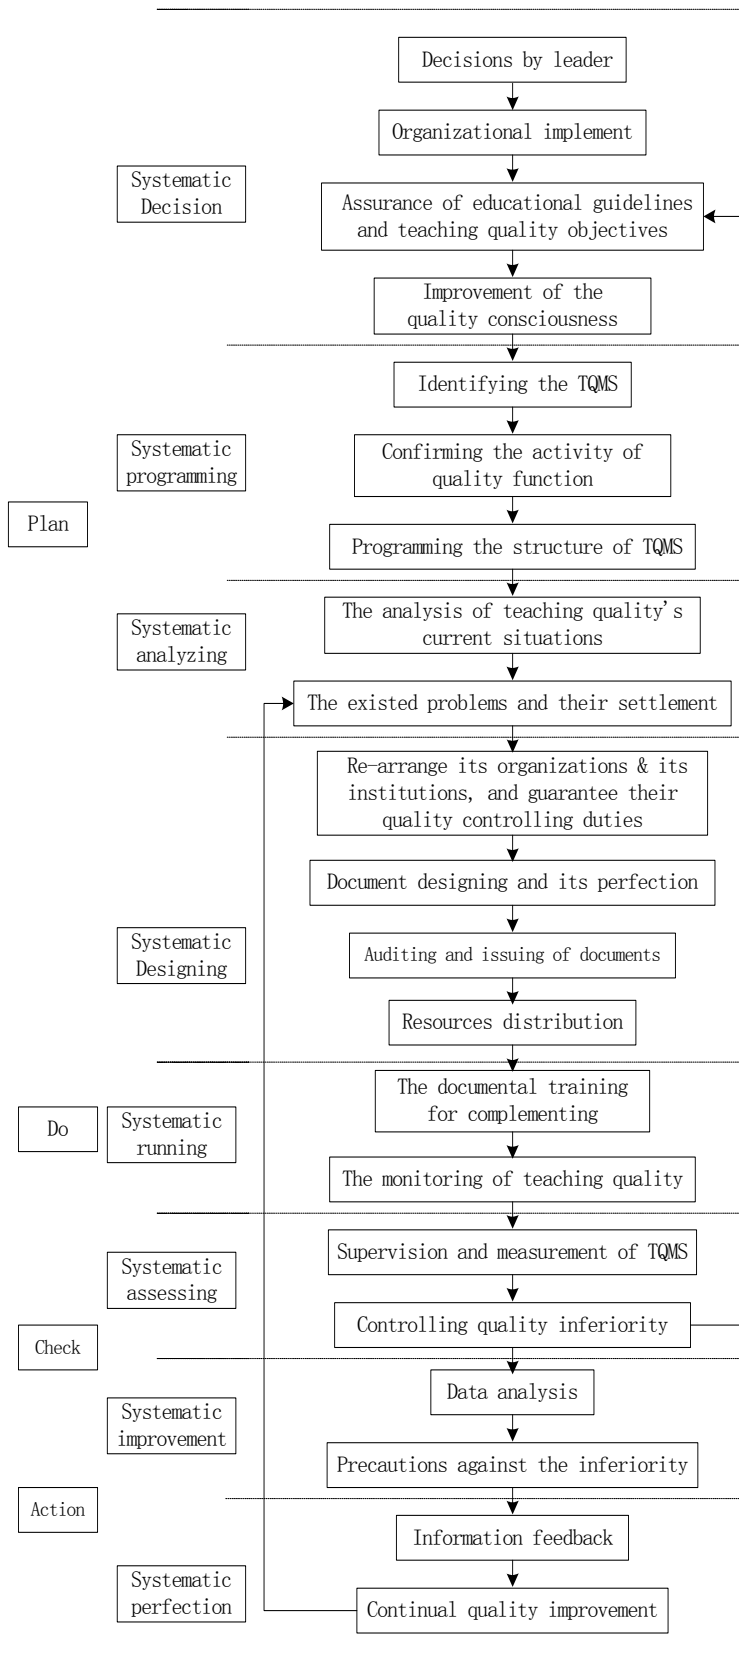 Decisions by leader
Organizational implement
Systematic
Decision
Assurance of educational guidelines
and teaching quality objectives
Improvement of the
quality consciousness
Identifying the TQMS
Systematic
programming
Confirming the activity of
quality function
Plan
Programming the structure of TQMS
Systematic
analyzing
The analysis of teaching quality's
current situations
The existed problems and their settlement
Re-arrange its organizations & its
institutions, and guarantee their
quality controlling duties
Document designing and its perfection
Systematic
Designing
Auditing and issuing of documents
Resources distribution
Do
Systematic
running
The documental training
for complementing
The monitoring of teaching quality
Systematic
assessing
Supervision and measurement of TQMS
Controlling quality inferiority
Check
Systematic
improvement
Data analysis
Precautions against the inferiority
Action
Information feedback
Systematic
perfection
Continual quality improvement